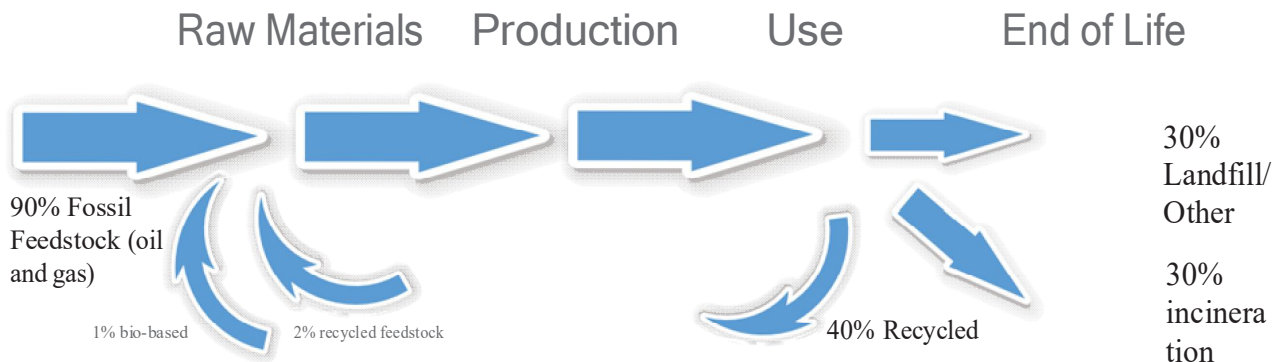 Raw Materials Production Use End of Life
90% Fossil
Feedstock (oil
and gas)
1% bio-based
2% recycled feedstock
40% Recycled
30%
Landfill/
Other
30%
incinera
tion